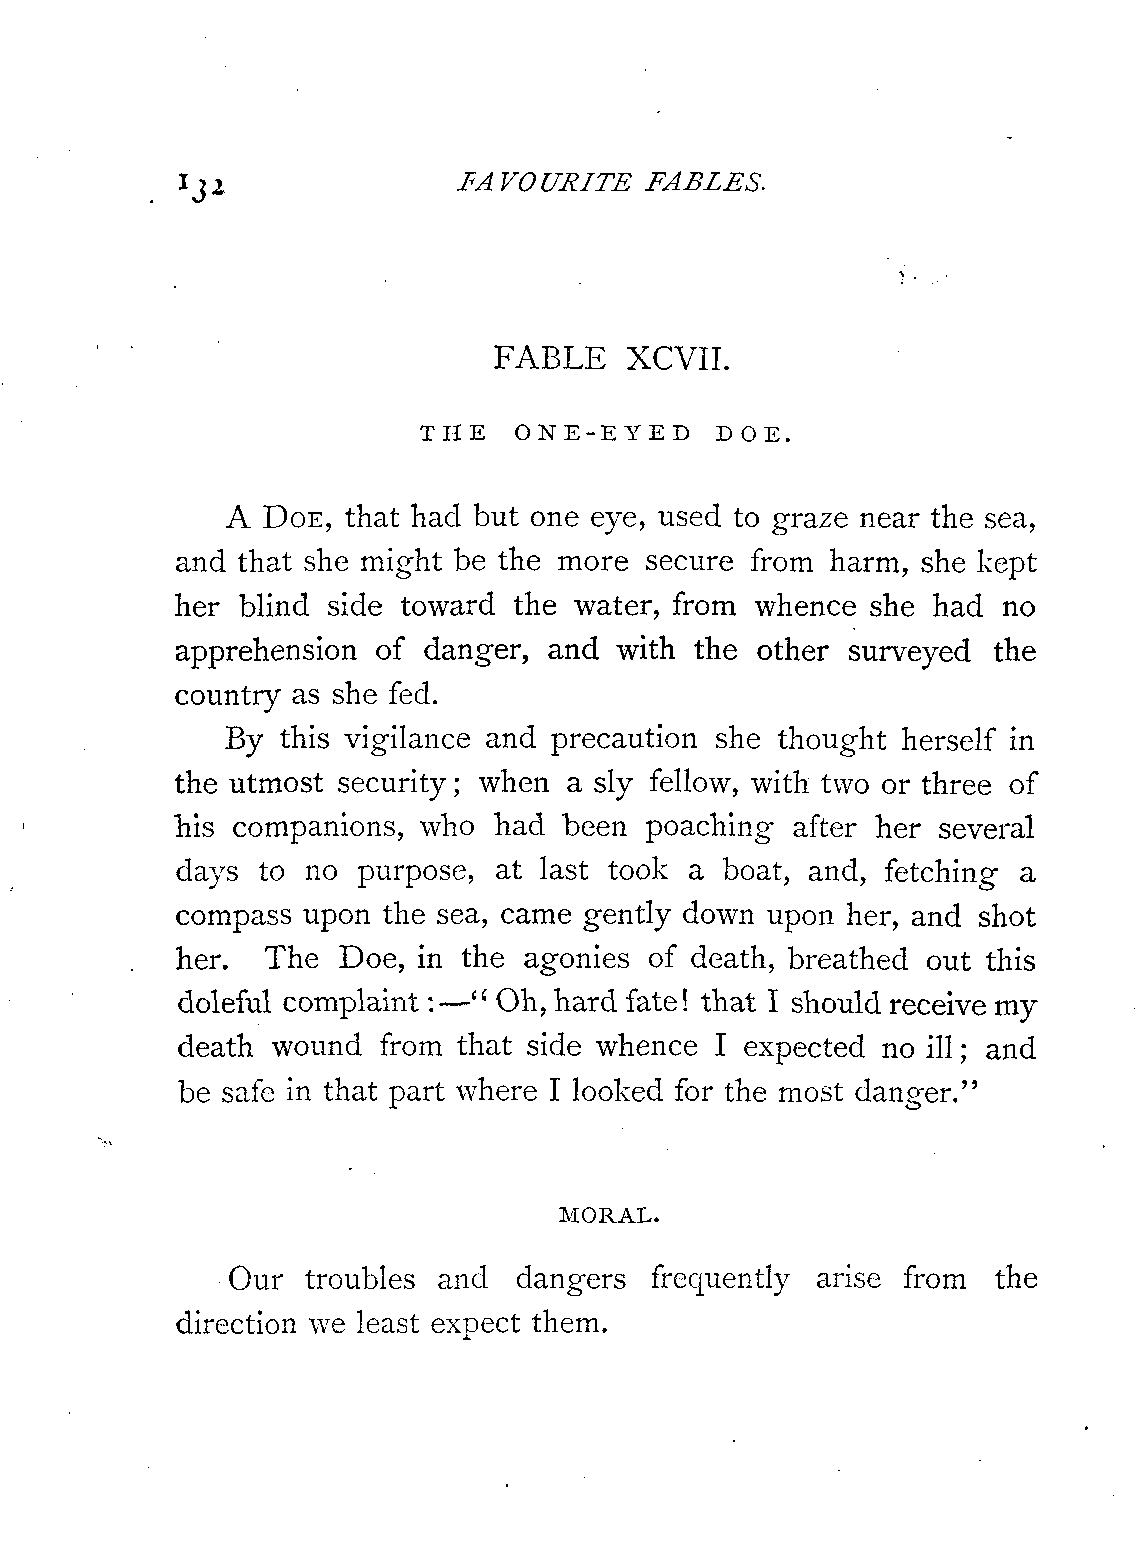 132 FAVOURITE FABLES.
FABLE XCVII.
THE ONE-EYED DOE.
A DOE, that had but one eye, used to graze near the sea,
and that she might be the more secure from harm, she kept
her blind side toward the water, from whence she had no
apprehension of danger, and with the other surveyed the
country as she fed.
By this vigilance and precaution she thought herself in
the utmost security; when a sly fellow, with two or three of
his companions, who had been poaching after her several
days to no purpose, at last took a boat, and, fetching a
compass upon the sea, came gently down upon her, and shot
her. The Doe, in the agonies of death, breathed out this
doleful complaint:—"Oh, hard fate! that I should receive my
death wound from that side whence I expected no ill; and
be safe in that part where I looked for the most danger."
MORAL.
Our troubles and dangers frequently arise from the
direction we least expect them.